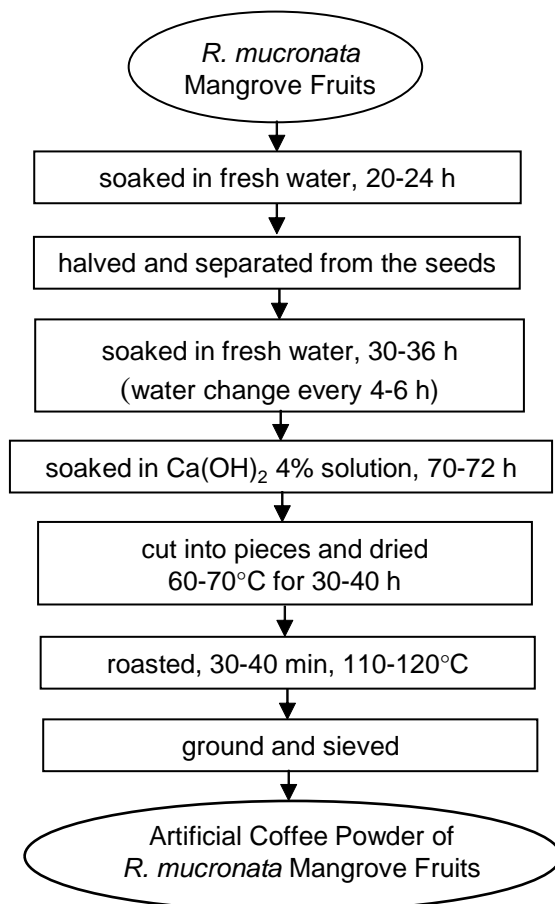 R. mucronata
Mangrove Fruits
soaked in fresh water, 20-24 h
halved and separated from the seeds
soaked in fresh water, 30-36 h
(water change every 4-6 h)
soaked in Ca(OH)₂ 4% solution, 70-72 h
cut into pieces and dried
60-70°C for 30-40 h
roasted, 30-40 min, 110-120°C
ground and sieved
Artificial Coffee Powder of
R. mucronata Mangrove Fruits